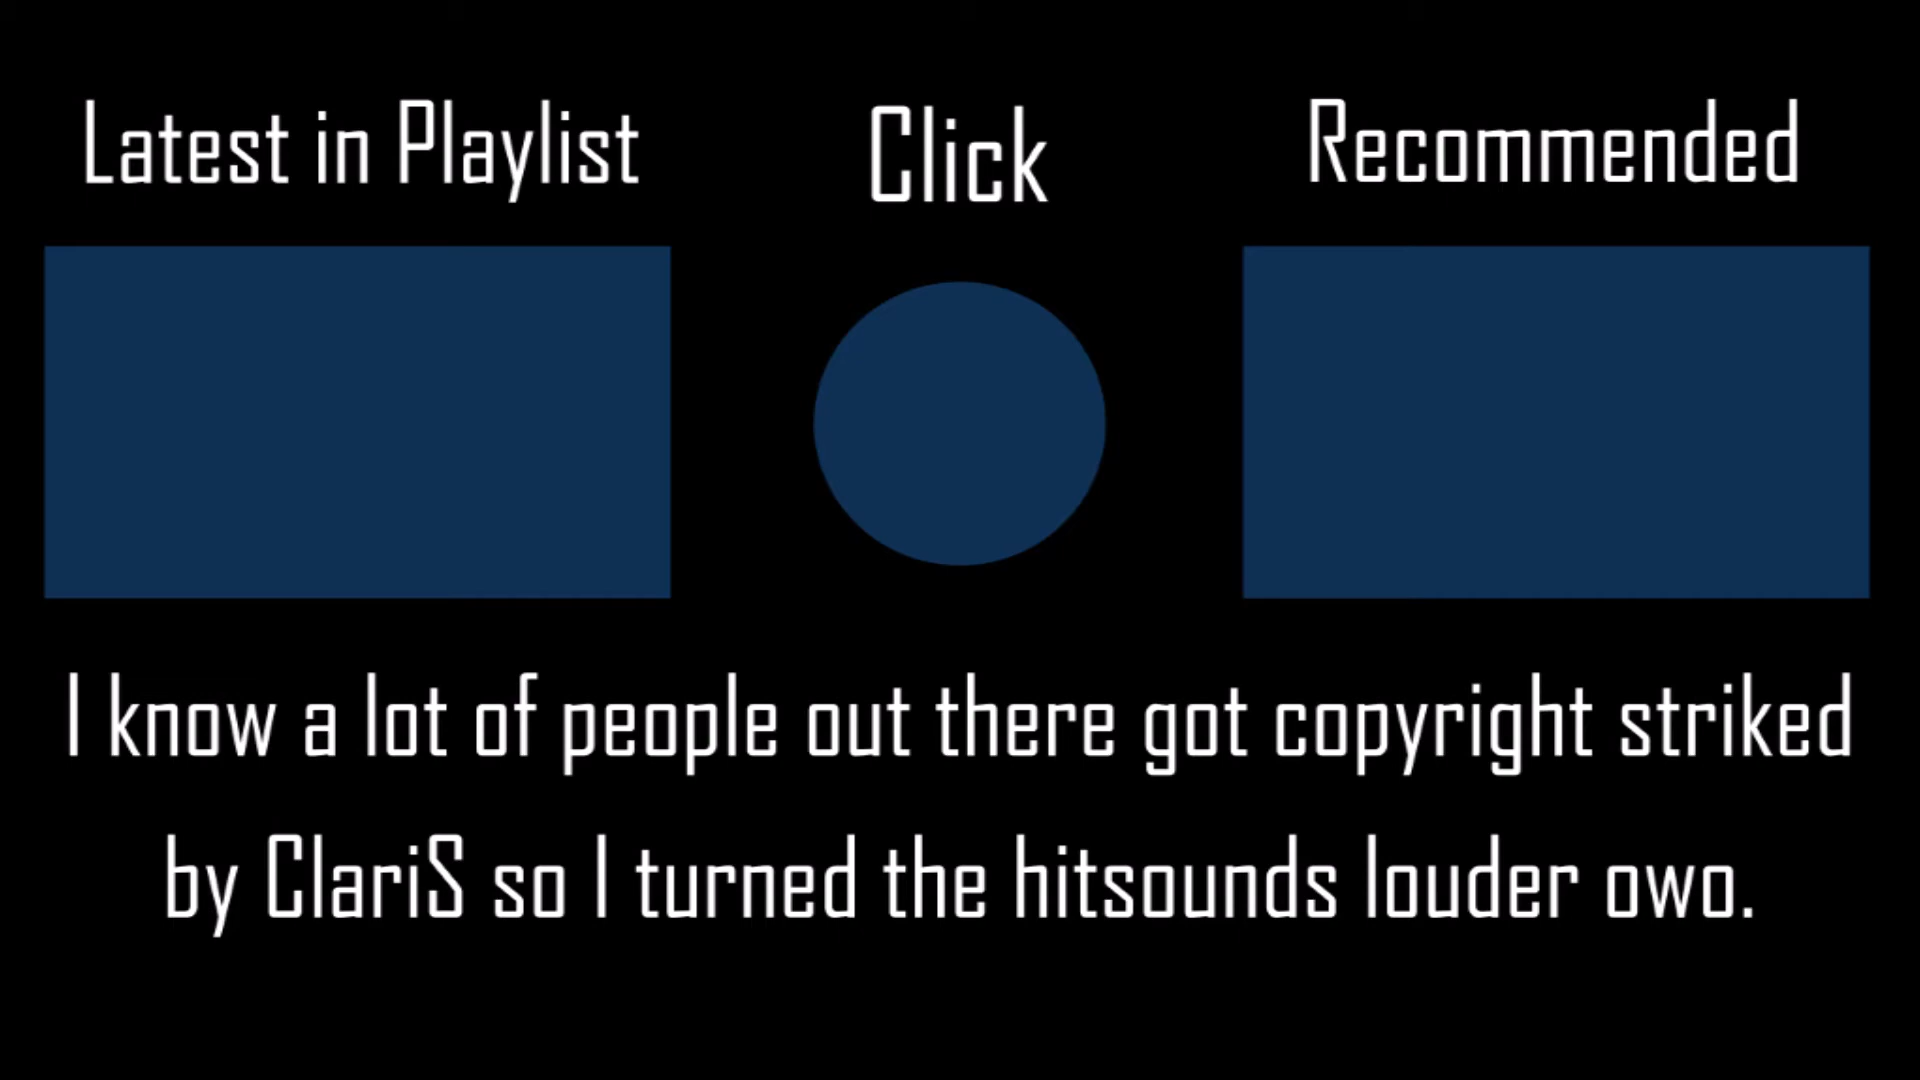 Latest in Playlist
Click
Recommended
I know a lot of people out there got copyright striked
by ClariS so I turned the hitsounds louder owo.